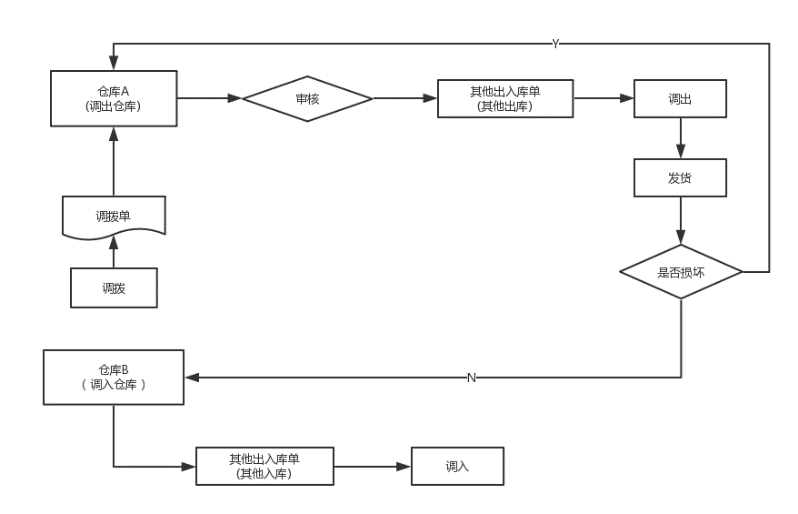 Y
仓库A
(调出仓库)
审核
其他出入库单
(其他出库)
调出
发货
调拨单
是否损坏
调拨
仓库B
（调入仓库）
N
其他出入库单
(其他入库)
调入